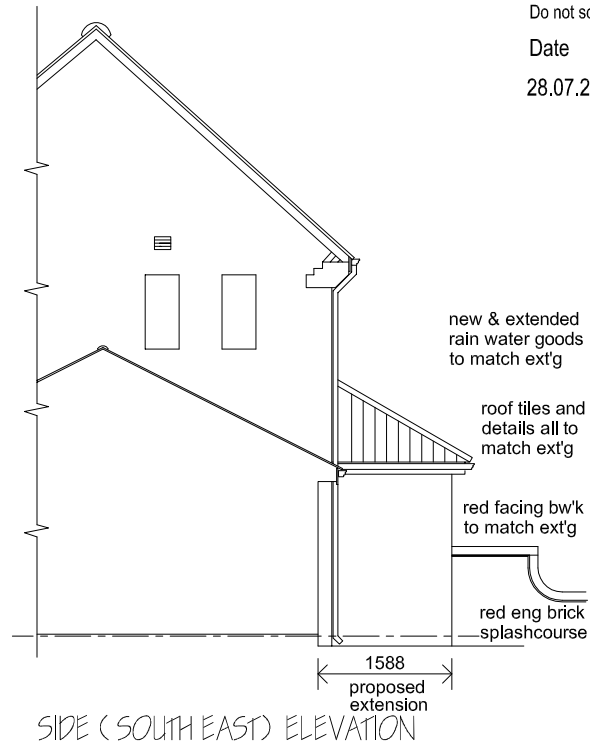 Do not sc
Date
28.07.2
new & extended
rain water goods
to match ext'g
roof tiles and
details all to
match ext'g
red facing bw'k
to match ext'g
red eng brick
splashcourse
1588
proposed
extension
SIDE ( SOUTH EAST) ELEVATION